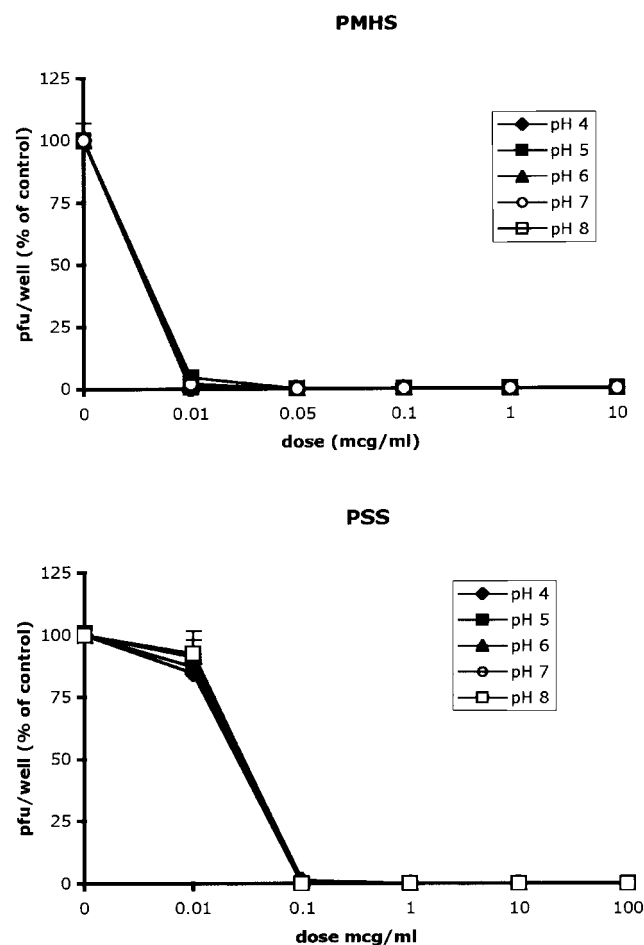 PMHS
pfu/well (% of control)
125
100
75
50
25
0
0 0.01 0.05 0.1 1 10
dose (mcg/ml)
pH 4
pH 5
pH 6
pH 7
pH 8
PSS
pfu/well (% of control)
125
100
75
50
25
0
0 0.01 0.1 1 10 100
dose mcg/ml
pH 4
pH 5
pH 6
pH 7
pH 8